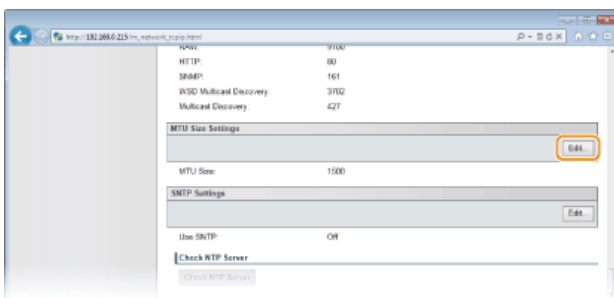 http://192.168.0.215/m_network_tcpip.html
RAW: 9100
HTTP: 80
SNMP: 161
WSD Multicast Discovery: 3702
Multicast Discovery: 427
MTU Size Settings
Edit...
MTU Size: 1500
SNTP Settings
Edit...
Use SNTP: Off
Check NTP Server
Check NTP Server